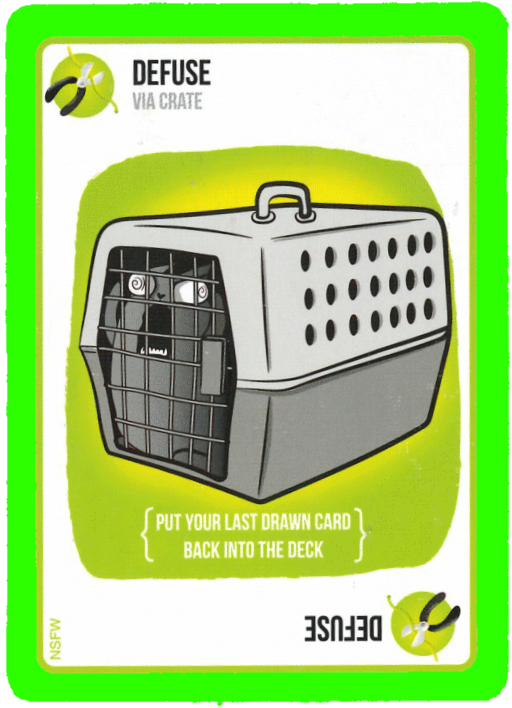 DEFUSE
VIA CRATE
PUT YOUR LAST DRAWN CARD
BACK INTO THE DECK
NSFW
DEFUSE